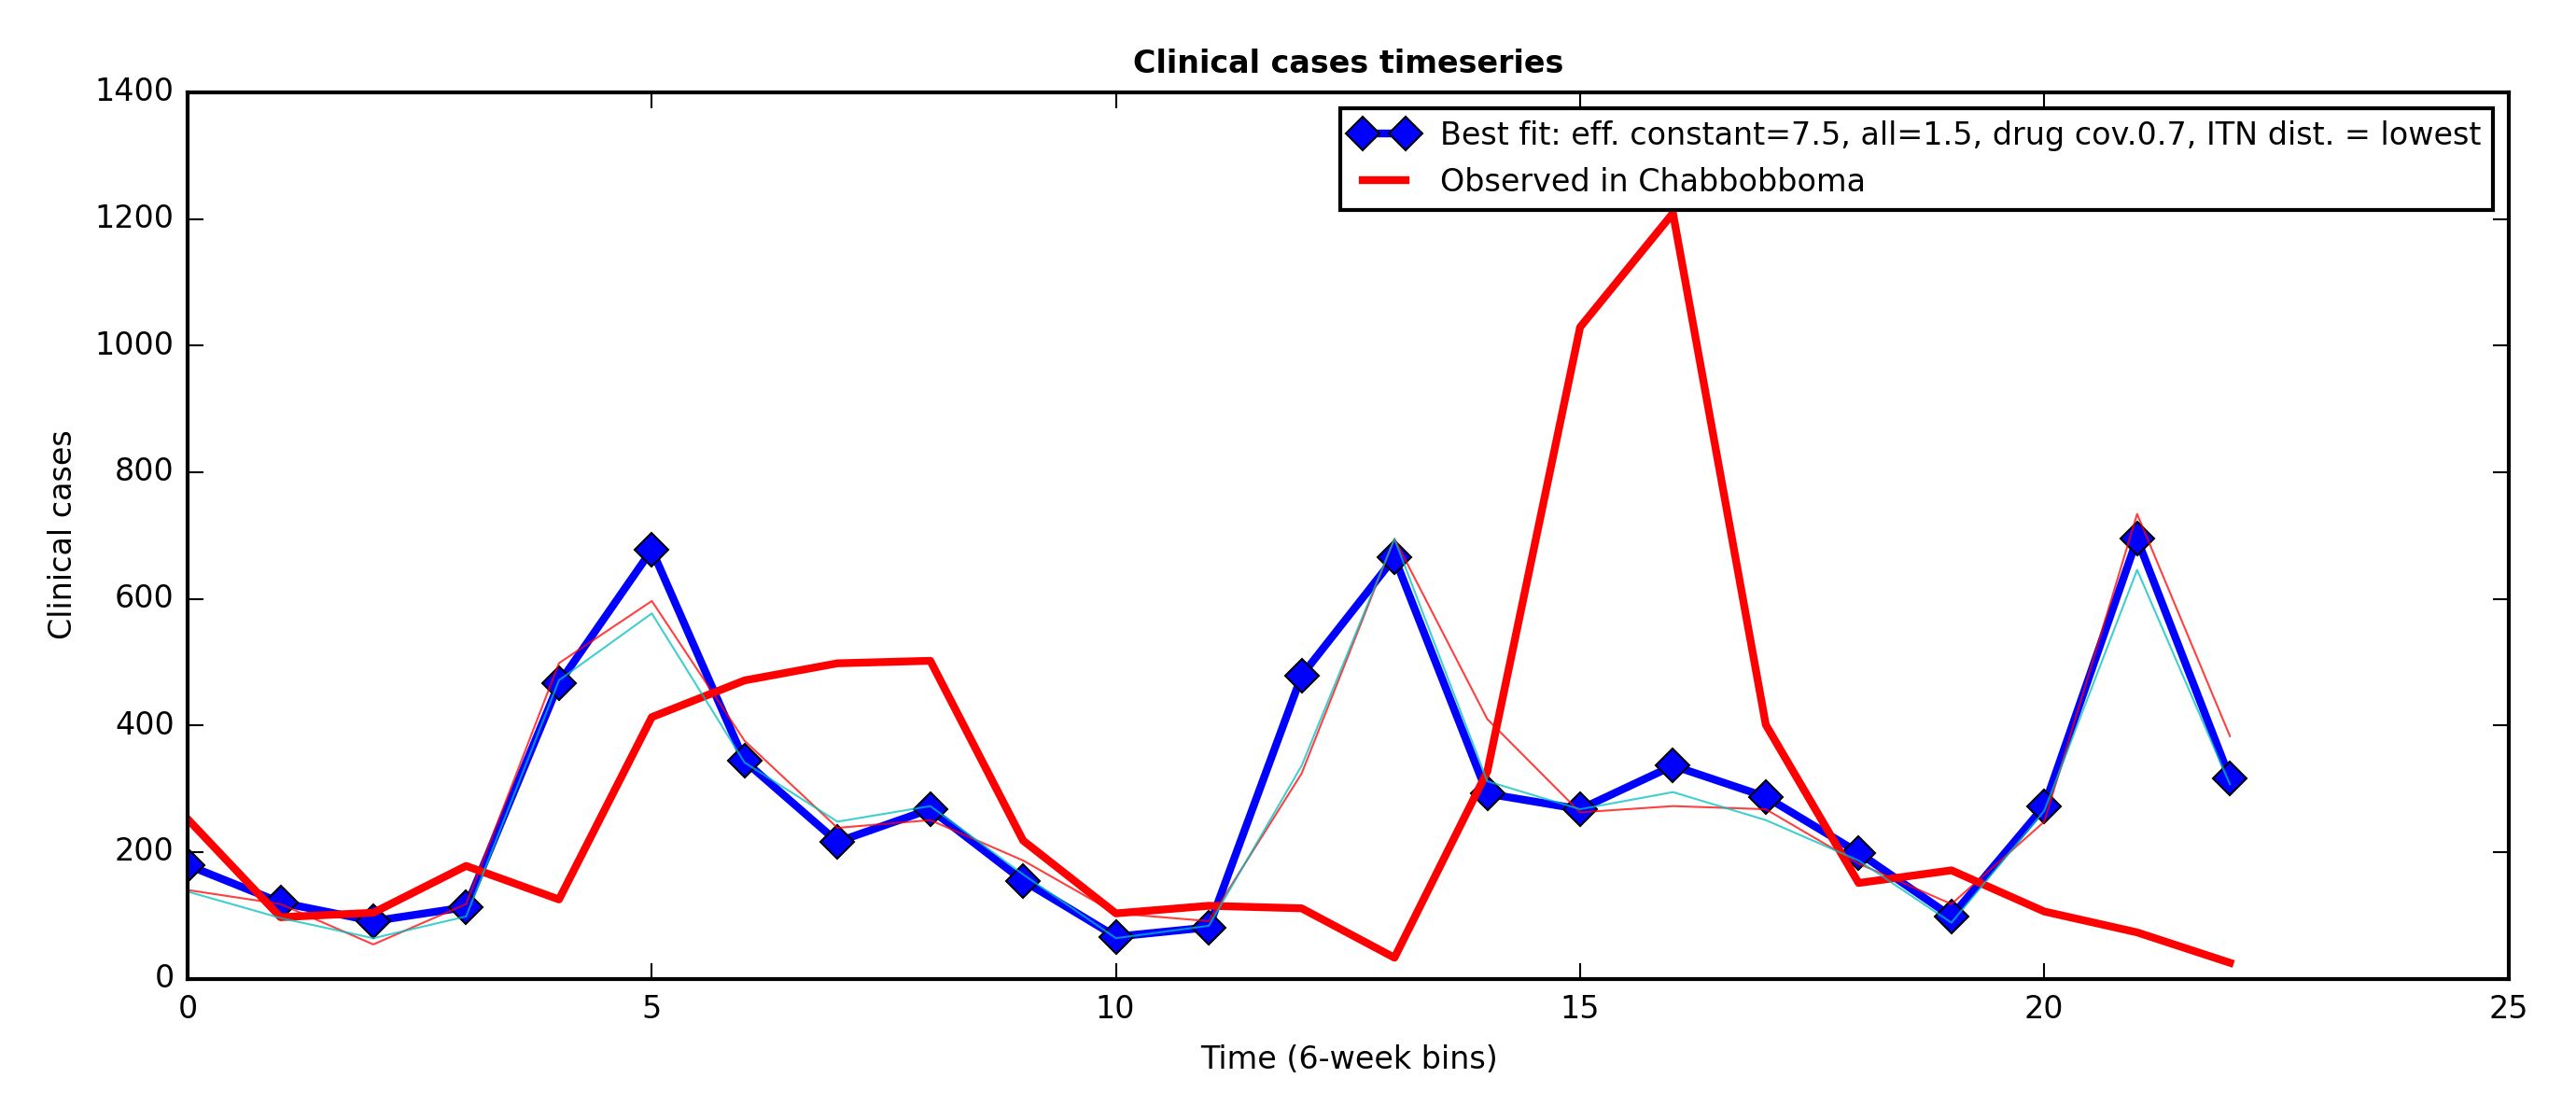 Clinical cases timeseries
1400
1200
1000
800
600
400
200
0
Clinical cases
Best fit: eff. constant=7.5, all=1.5, drug cov.0.7, ITN dist. = lowest
Observed in Chabbobboma
0 5 10 15 20 25
Time (6-week bins)